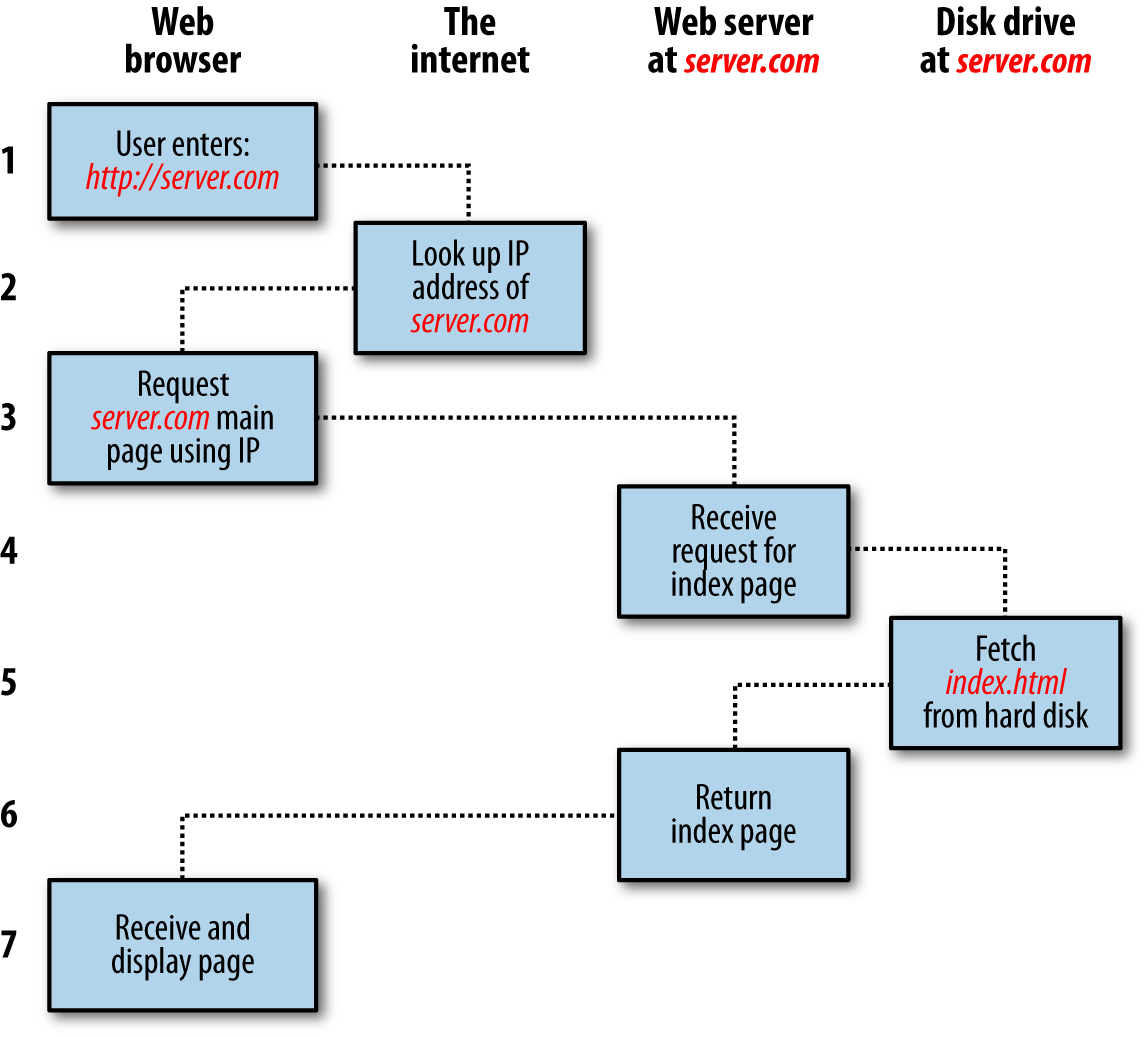 Web
browser
The
internet
Web server
at server.com
Disk drive
at server.com
1
User enters:
http://server.com
2
Look up IP
address of
server.com
3
Request
server.com main
page using IP
4
Receive
request for
index page
5
Fetch
index.html
from hard disk
6
Return
index page
7
Receive and
display page